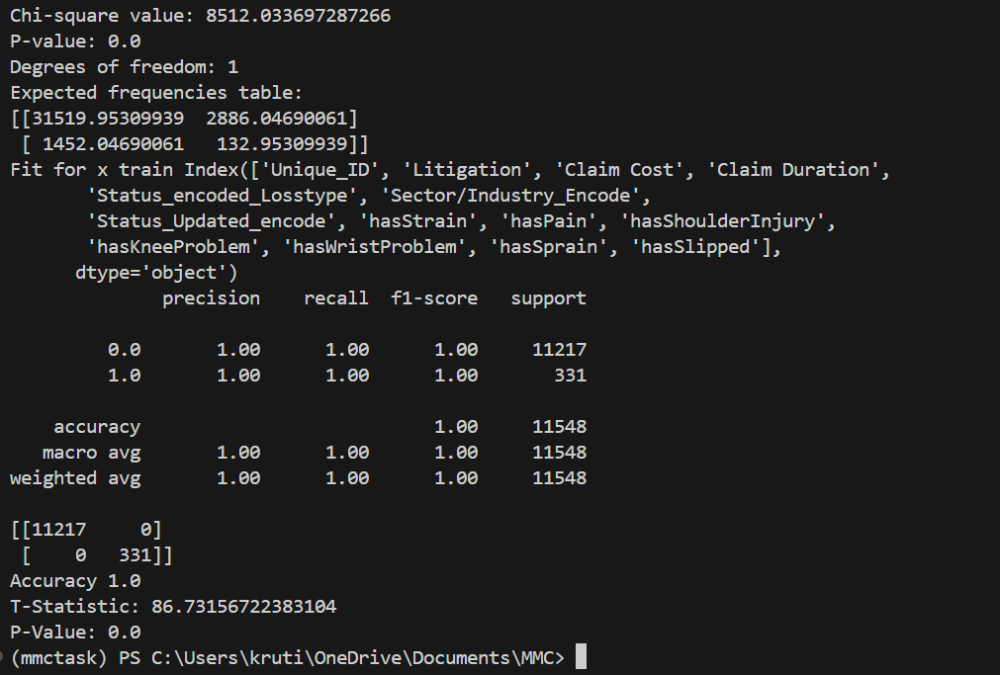 Chi-square value: 8512.033697287266
P-value: 0.0
Degrees of freedom: 1
Expected frequencies table:
[[31519.95309939  2886.04690061]
 [ 1452.04690061   132.95309939]]
Fit for x train Index(['Unique_ID', 'Litigation', 'Claim Cost', 'Claim Duration',
       'Status_encoded_Losstype', 'Sector/Industry_Encode',
       'Status_Updated_encode', 'hasStrain', 'hasPain', 'hasShoulderInjury',
       'hasKneeProblem', 'hasWristProblem', 'hasSprain', 'hasSlipped'],
      dtype='object')
              precision    recall  f1-score   support
         0.0       1.00      1.00      1.00     11217
         1.0       1.00      1.00      1.00       331
    accuracy                           1.00     11548
   macro avg       1.00      1.00      1.00     11548
weighted avg       1.00      1.00      1.00     11548
[[11217     0]
 [    0   331]]
Accuracy 1.0
T-Statistic: 86.73156722383104
P-Value: 0.0
(mmctask) PS C:\Users\kruti\OneDrive\Documents\MMC>